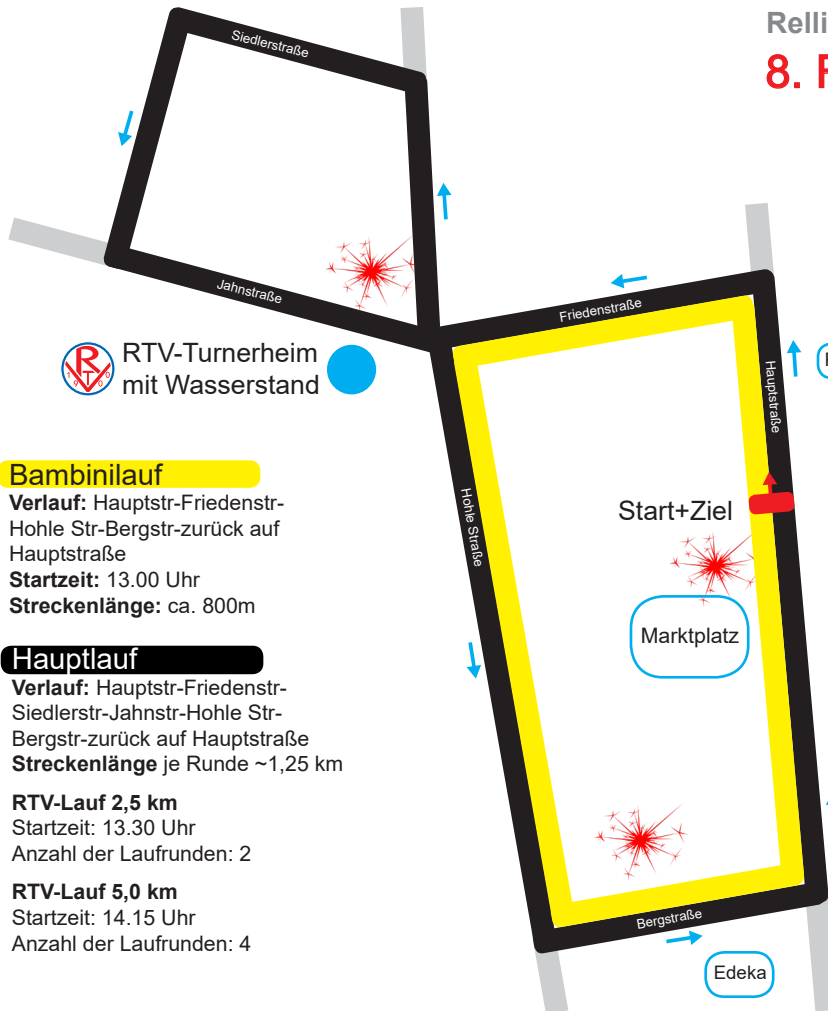 Relli
8. F
Siedlerstraße
Jahnstraße
Friedenstraße
Hauptstraße
RTV
1900
RTV-Turnerheim
mit Wasserstand
Bambinilauf
Verlauf: Hauptstr-Friedenstr-
Hohle Str-Bergstr-zurück auf
Hauptstraße
Startzeit: 13.00 Uhr
Streckenlänge: ca. 800m
Hohle Straße
Start+Ziel
Marktplatz
Hauptlauf
Verlauf: Hauptstr-Friedenstr-
Siedlerstr-Jahnstr-Hohle Str-
Bergstr-zurück auf Hauptstraße
Streckenlänge je Runde ~1,25 km
RTV-Lauf 2,5 km
Startzeit: 13.30 Uhr
Anzahl der Laufrunden: 2
RTV-Lauf 5,0 km
Startzeit: 14.15 Uhr
Anzahl der Laufrunden: 4
Bergstraße
Edeka